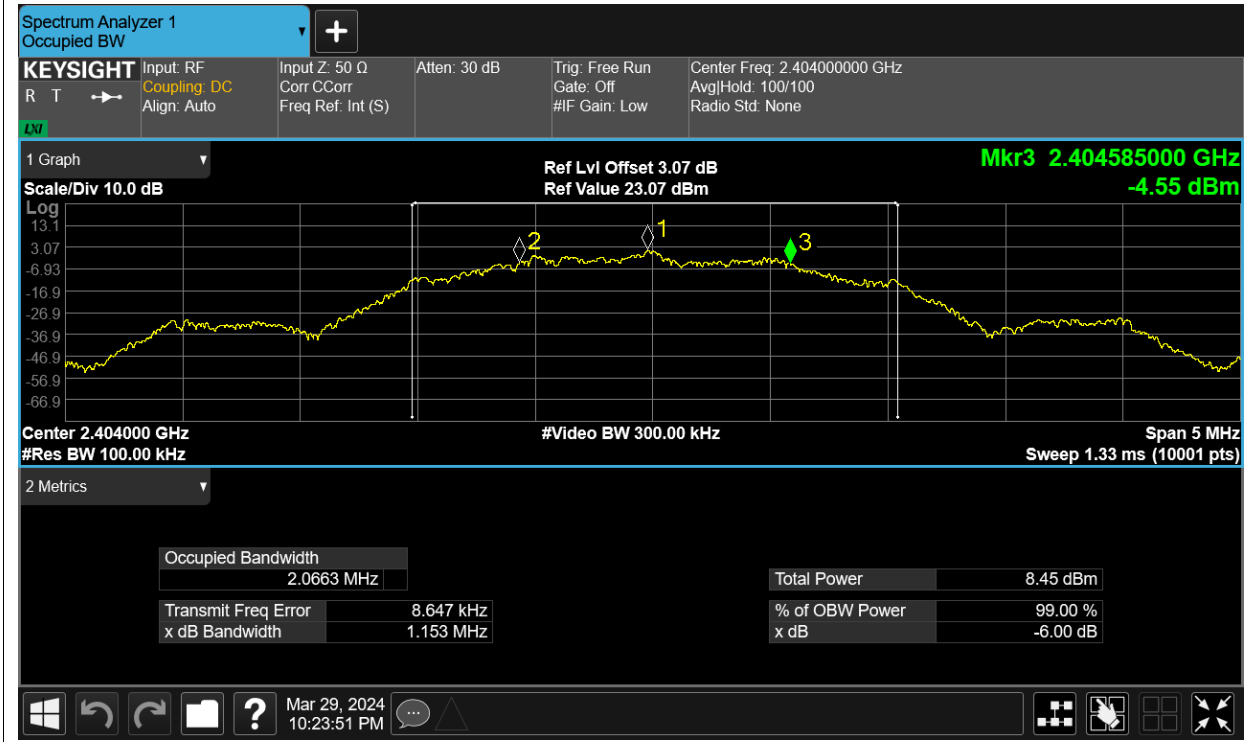 Spectrum Analyzer 1
Occupied BW
KEYSIGHT
R T
LXI
Input: RF
Coupling: DC
Align: Auto
Input Z: 50 Ω
Corr CCorr
Freq Ref: Int (S)
Atten: 30 dB
Trig: Free Run
Gate: Off
#IF Gain: Low
Center Freq: 2.404000000 GHz
Avg|Hold: 100/100
Radio Std: None
1 Graph
Scale/Div 10.0 dB
Ref Lvl Offset 3.07 dB
Ref Value 23.07 dBm
Mkr3 2.404585000 GHz
-4.55 dBm
Log
13.1
3.07
-6.93
-16.9
-26.9
-36.9
-46.9
-56.9
-66.9
2
1
3
Center 2.404000 GHz
#Video BW 300.00 kHz
Span 5 MHz
#Res BW 100.00 kHz
Sweep 1.33 ms (10001 pts)
2 Metrics
Occupied Bandwidth
2.0663 MHz
Total Power 8.45 dBm
Transmit Freq Error 8.647 kHz
% of OBW Power 99.00 %
x dB Bandwidth 1.153 MHz
x dB -6.00 dB
?
Mar 29, 2024
10:23:51 PM